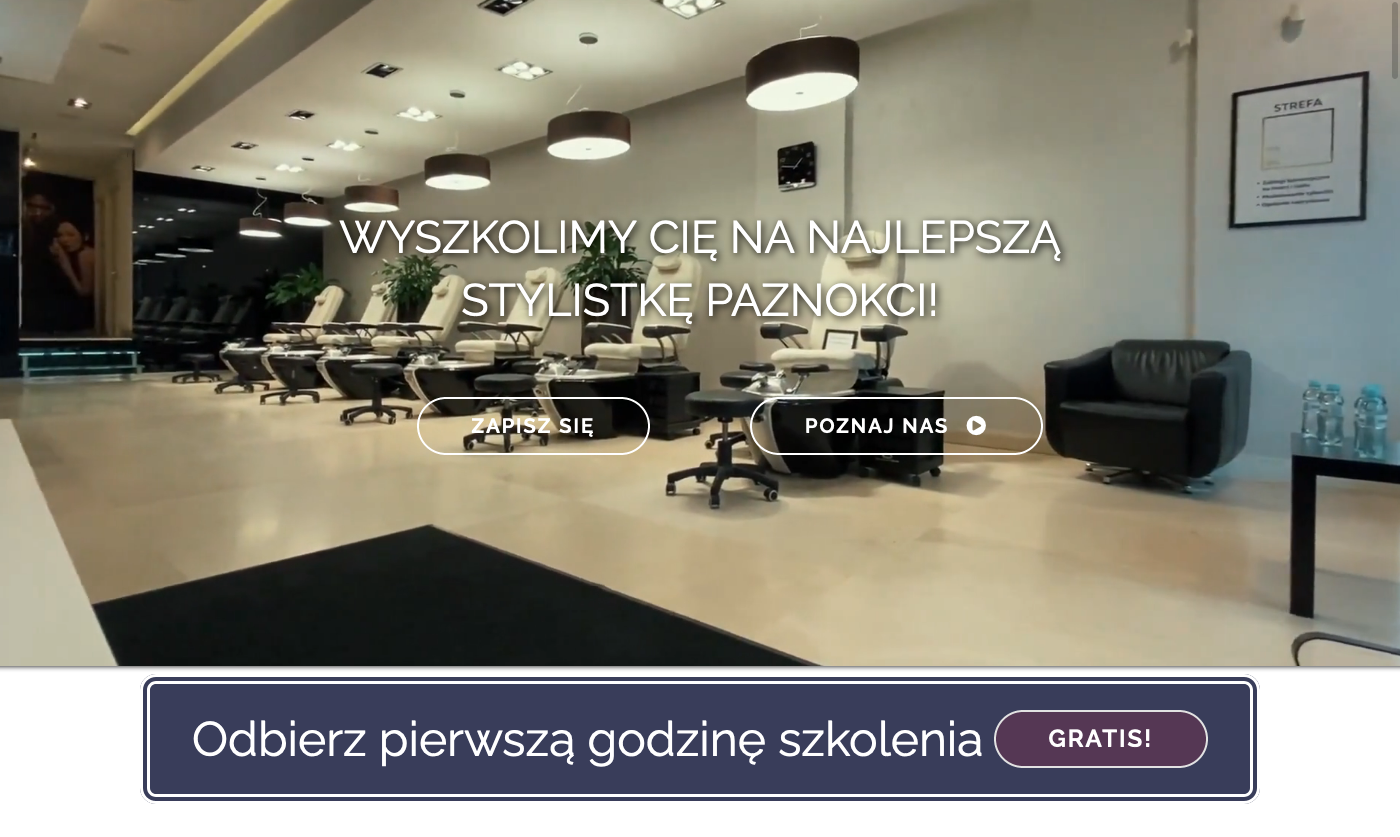 STREFA
WYSZKOLIMY CIĘ NA NAJLEPSZĄ
STYLISTKĘ PAZNOKCI!
ZAPISZ SIĘ
POZNAJ NAS
Odbierz pierwszą godzinę szkolenia
GRATIS!